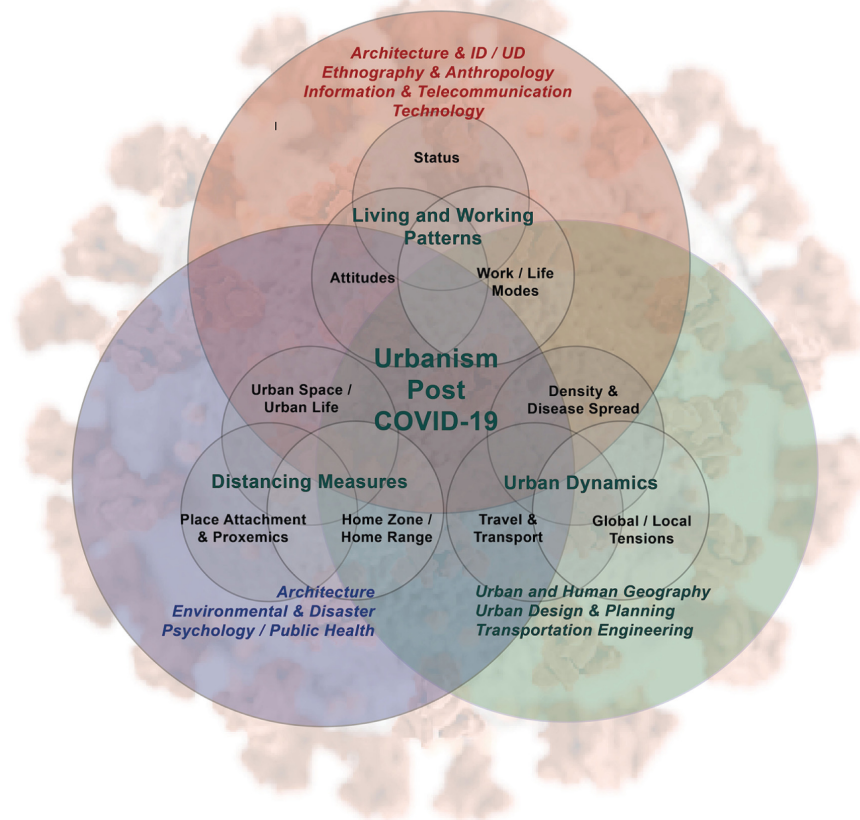 Architecture & ID / UD
Ethnography & Anthropology
Information & Telecommunication
Technology
Status
Living and Working
Patterns
Attitudes
Work / Life
Modes
Urbanism
Post
COVID-19
Urban Space /
Urban Life
Density &
Disease Spread
Distancing Measures
Urban Dynamics
Place Attachment
& Proxemics
Home Zone /
Home Range
Travel &
Transport
Global / Local
Tensions
Architecture
Environmental & Disaster
Psychology / Public Health
Urban and Human Geography
Urban Design & Planning
Transportation Engineering